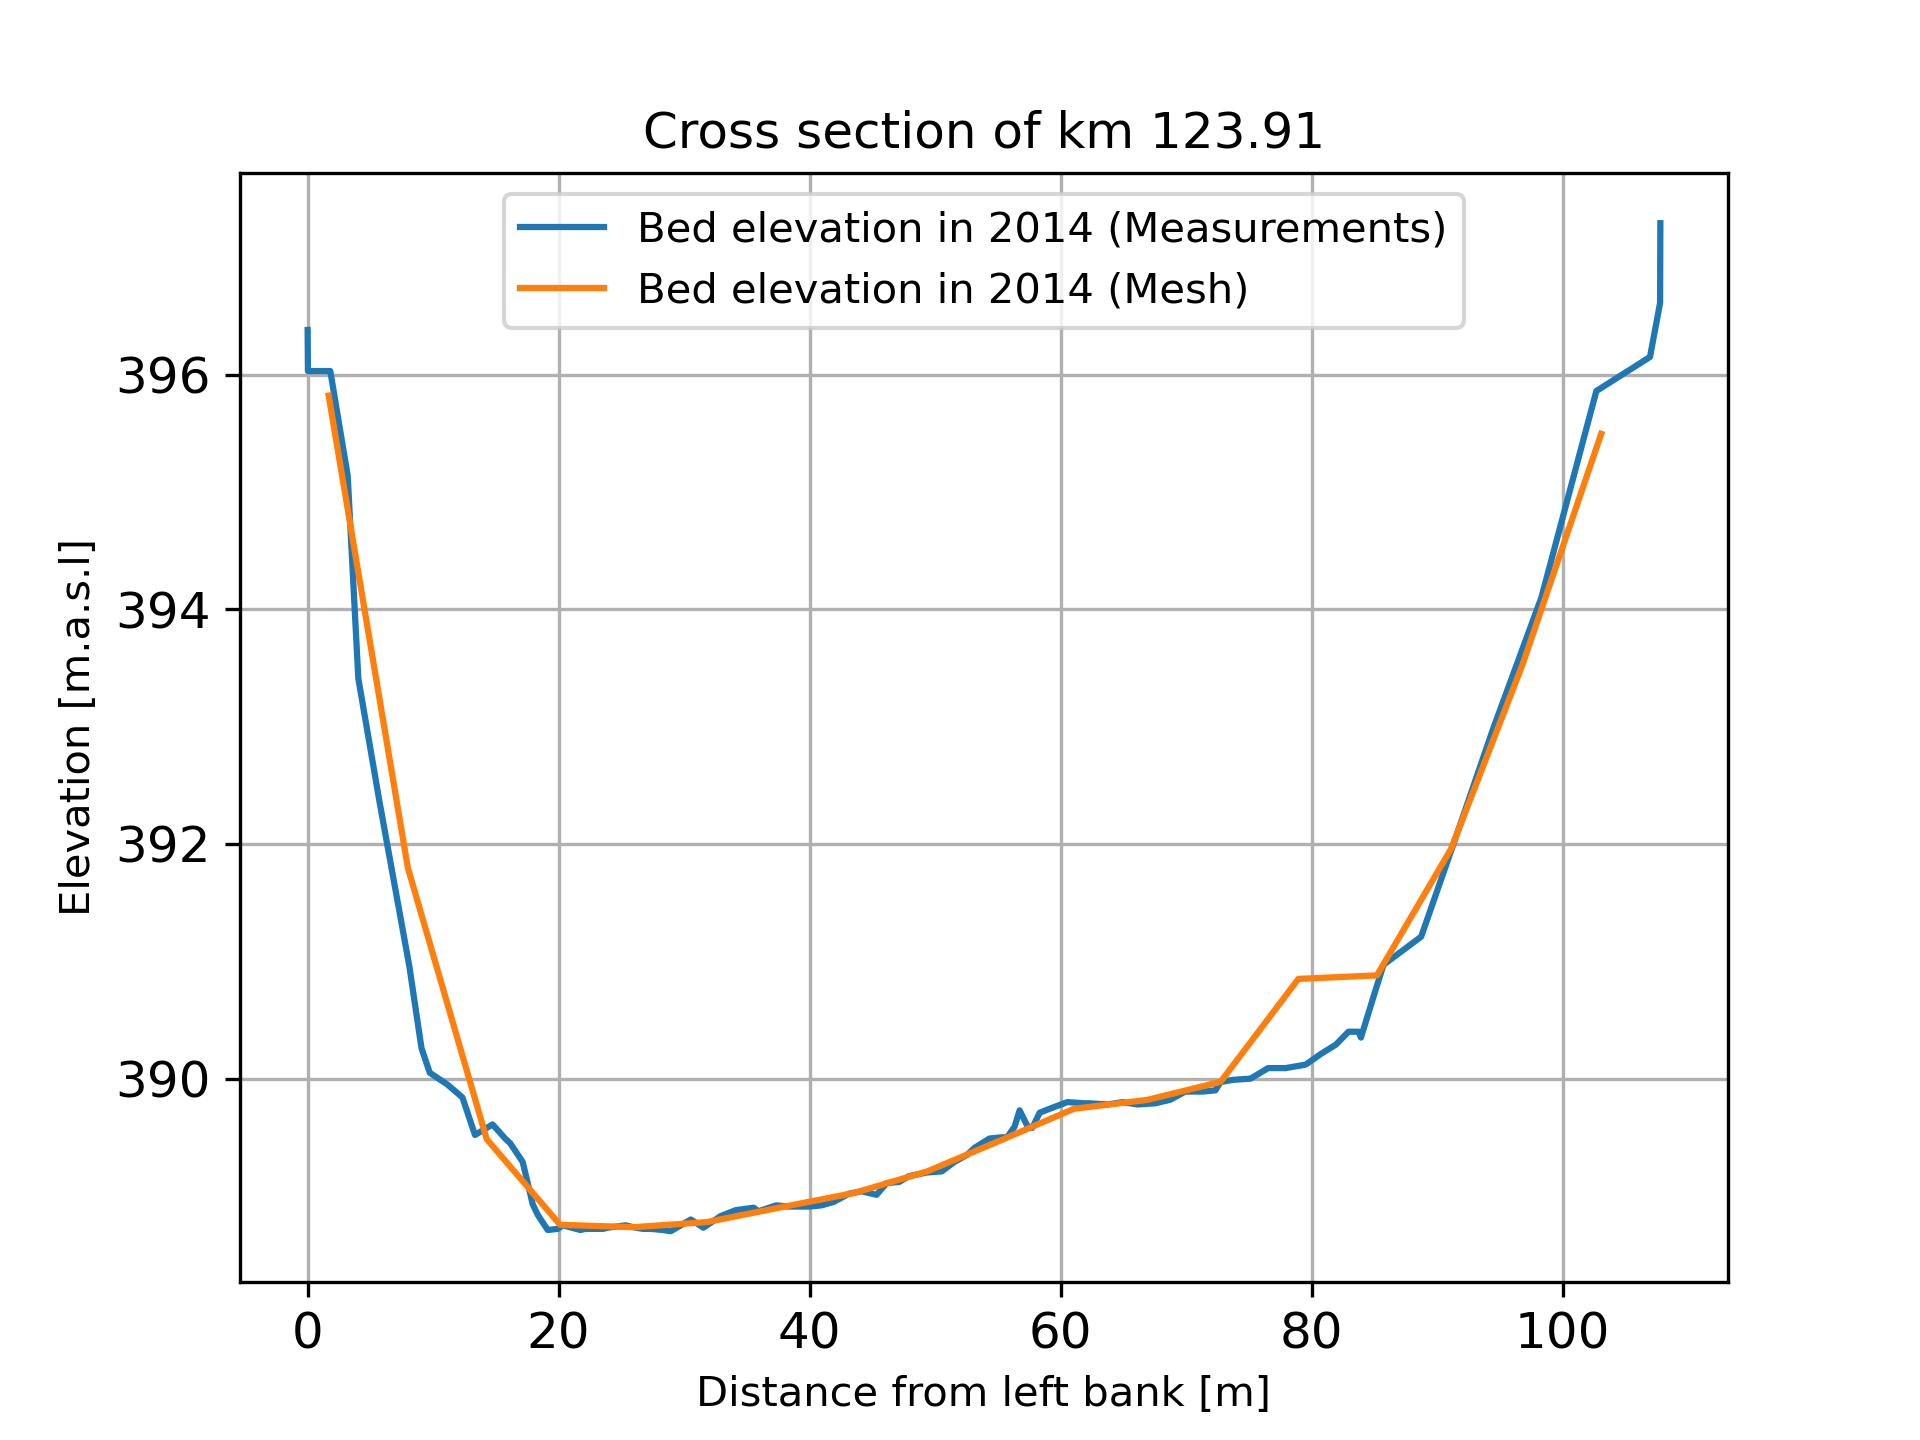 Cross section of km 123.91
Bed elevation in 2014 (Measurements)
Bed elevation in 2014 (Mesh)
Elevation [m.a.s.l]
396
394
392
390
0 20 40 60 80 100
Distance from left bank [m]